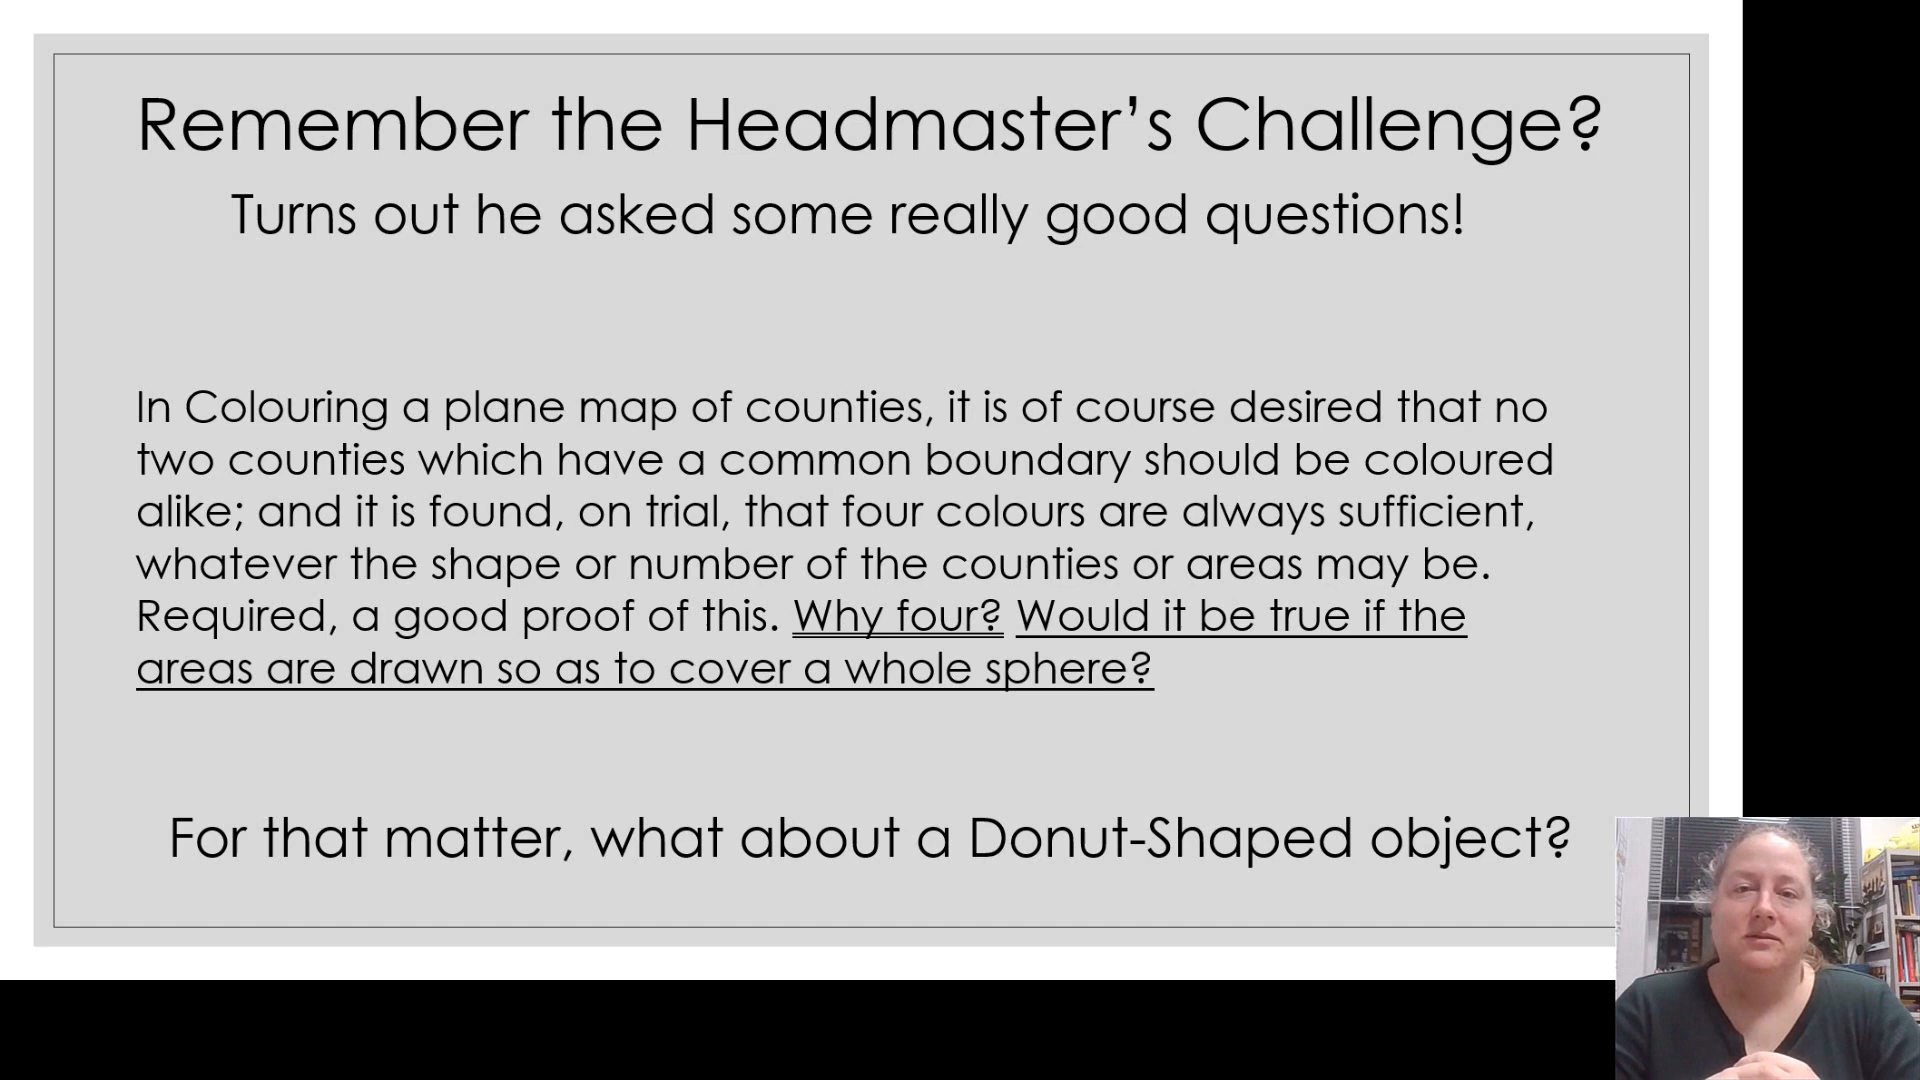 Remember the Headmaster’s Challenge?
Turns out he asked some really good questions!
In Colouring a plane map of counties, it is of course desired that no
two counties which have a common boundary should be coloured
alike; and it is found, on trial, that four colours are always sufficient,
whatever the shape or number of the counties or areas may be.
Required, a good proof of this. Why four? Would it be true if the
areas are drawn so as to cover a whole sphere?
For that matter, what about a Donut-Shaped object?